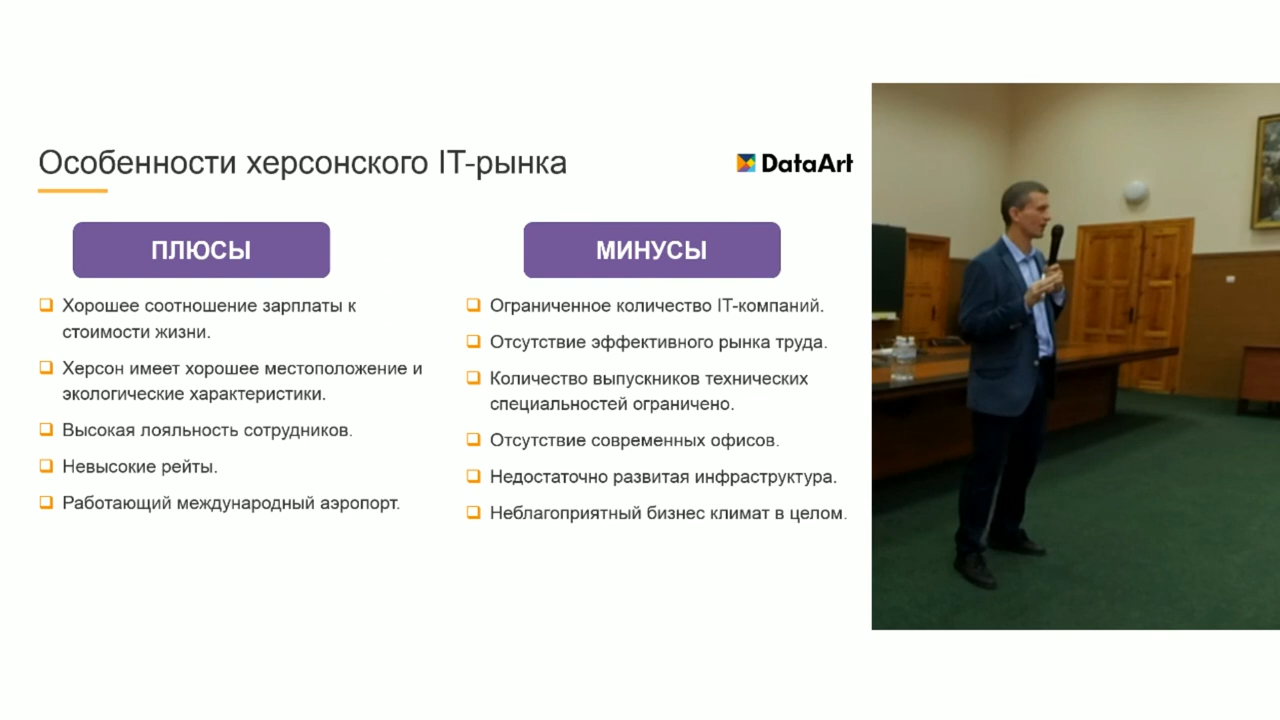 Особенности херсонского IT-рынка
DataArt
ПЛЮСЫ
Хорошее соотношение зарплаты к
стоимости жизни.
Херсон имеет хорошее местоположение и
экологические характеристики.
Высокая лояльность сотрудников.
Невысокие рейты.
Работающий международный аэропорт.
МИНУСЫ
Ограниченное количество IT-компаний.
Отсутствие эффективного рынка труда.
Количество выпускников технических
специальностей ограничено.
Отсутствие современных офисов.
Недостаточно развитая инфраструктура.
Неблагоприятный бизнес климат в целом.